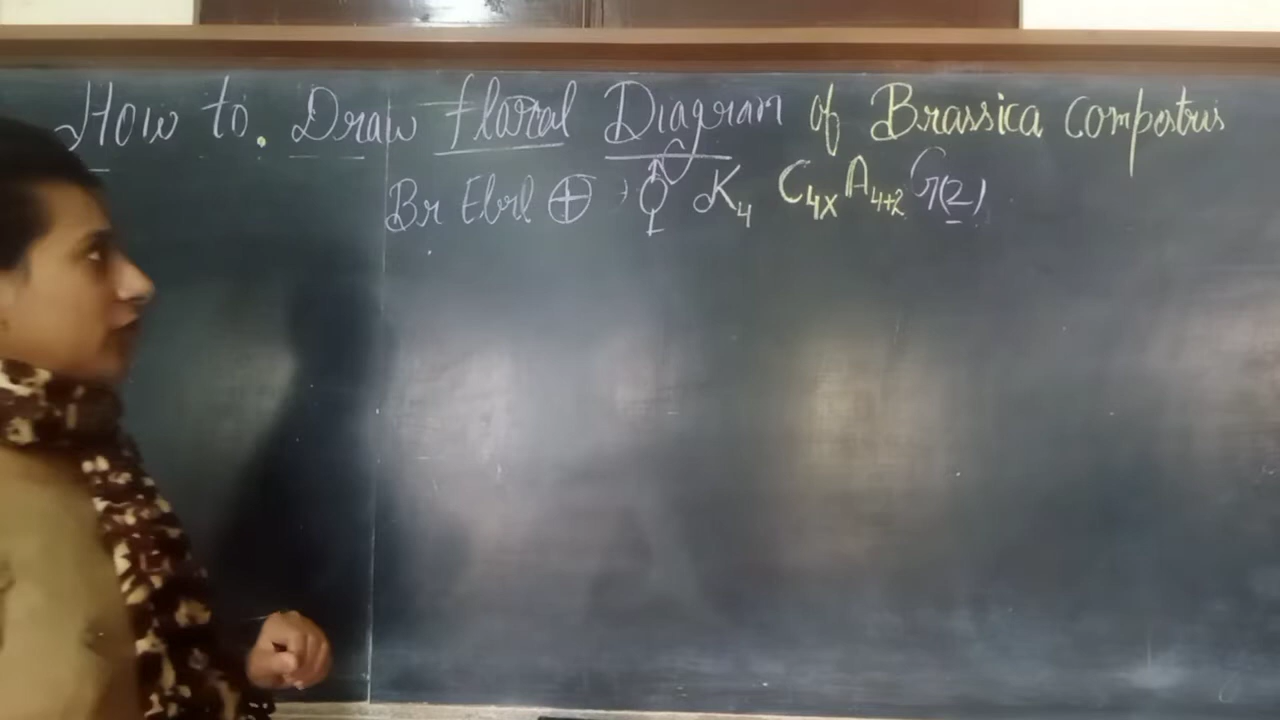 How to. Draw floral Diagram of Brassica compestris
Br Ebrl ⊕ ⚥ K₄ C₄ₓ A₄₊₂ G(2)